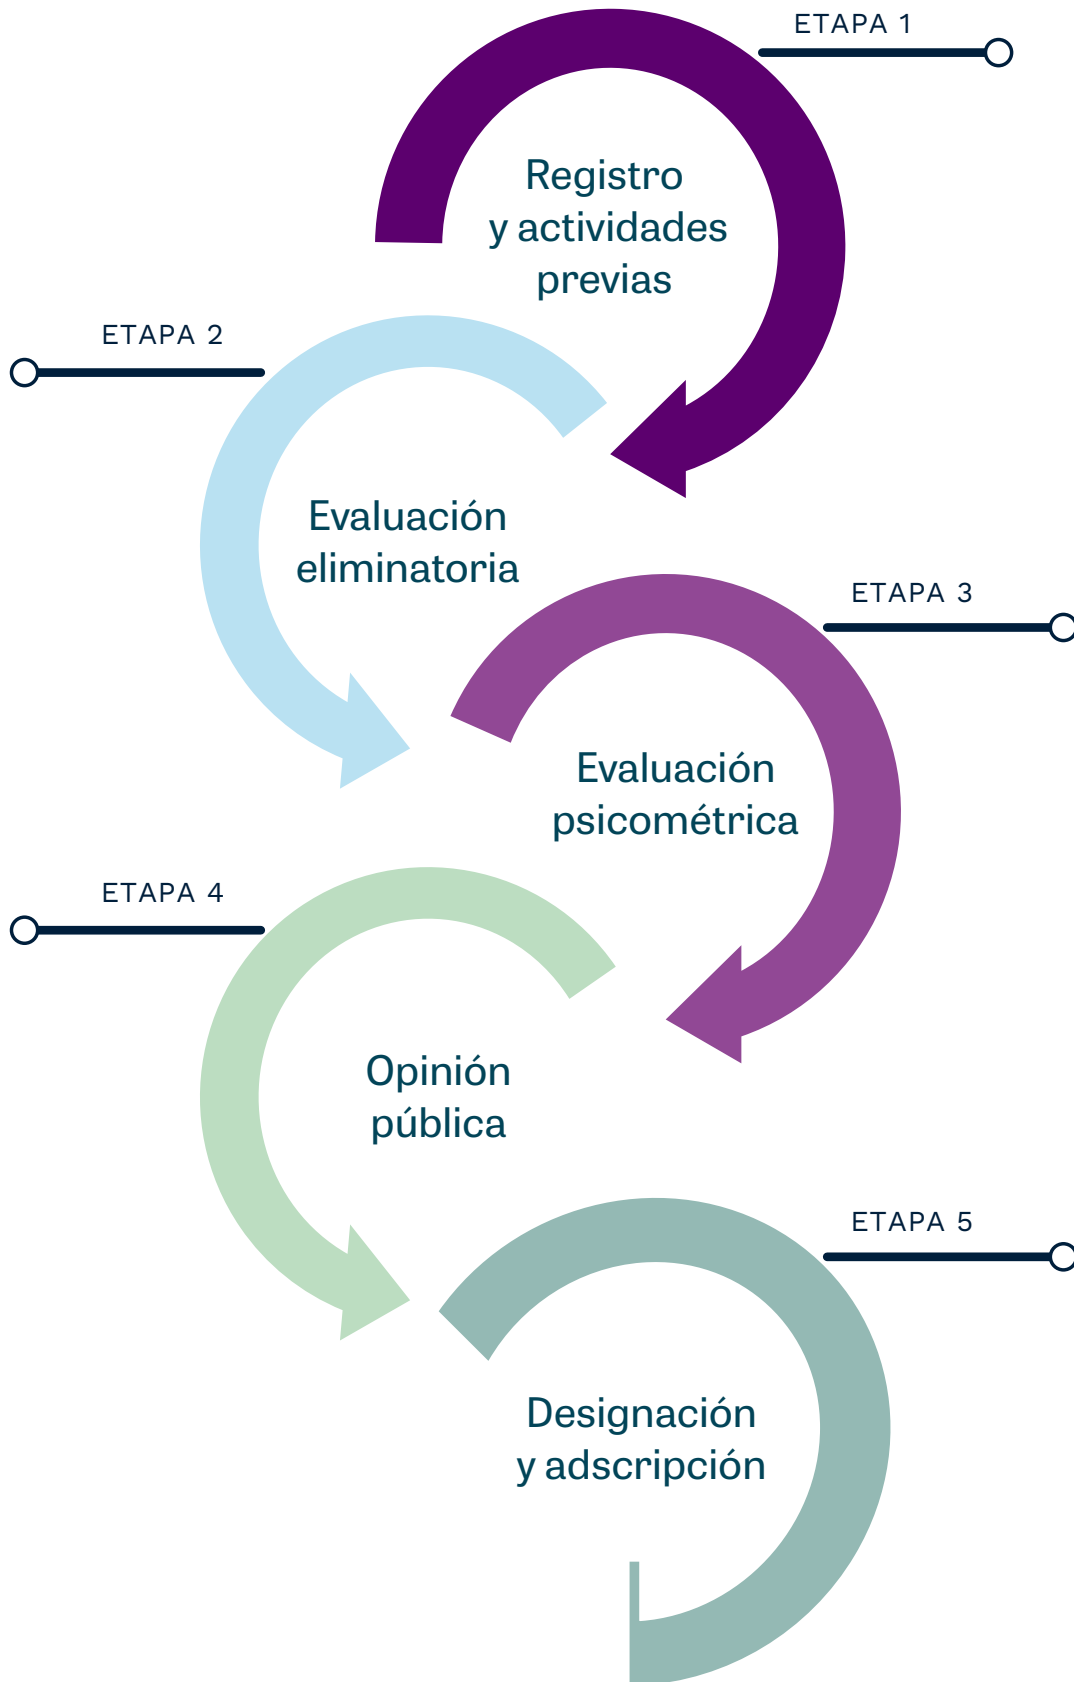 ETAPA 1
Registro
y actividades
previas
ETAPA 2
Evaluación
eliminatoria
ETAPA 3
Evaluación
psicométrica
ETAPA 4
Opinión
pública
ETAPA 5
Designación
y adscripción